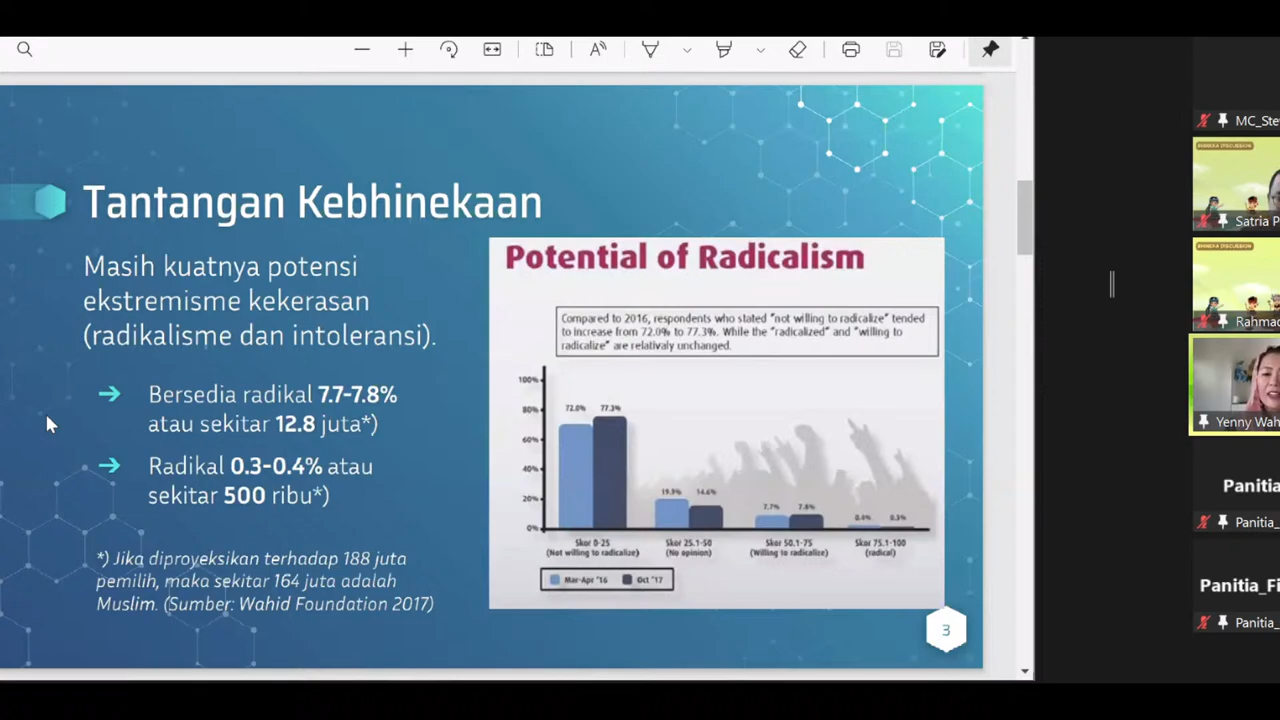 Tantangan Kebhinekaan
Masih kuatnya potensi
ekstremisme kekerasan
(radikalisme dan intoleransi).
→ Bersedia radikal 7.7-7.8%
atau sekitar 12.8 juta*)
→ Radikal 0.3-0.4% atau
sekitar 500 ribu*)
*) Jika diproyeksikan terhadap 188 juta
pemilih, maka sekitar 164 juta adalah
Muslim. (Sumber: Wahid Foundation 2017)
Potential of Radicalism
Compared to 2016, respondents who stated "not willing to radicalize" tended
to increase from 72.0% to 77.3%. While the "radicalized" and "willing to
radicalize" are relativaly unchanged.
100%
80%
60%
40%
20%
0%
72.0% 77.3%
19.9% 14.6%
7.7% 7.8%
0.4% 0.3%
Skor 0-25
(Not willing to radicalize)
Skor 25.1-50
(No opinion)
Skor 50.1-75
(Willing to radicalize)
Skor 75.1-100
(radical)
Mar-Apr '16 Oct '17
3
MC_Ste
BHINEKA DISCUSSION
Satria P
BHINEKA DISCUSSION
Rahmad
Yenny Wah
Panitia
Panitia_
Panitia_Fi
Panitia_